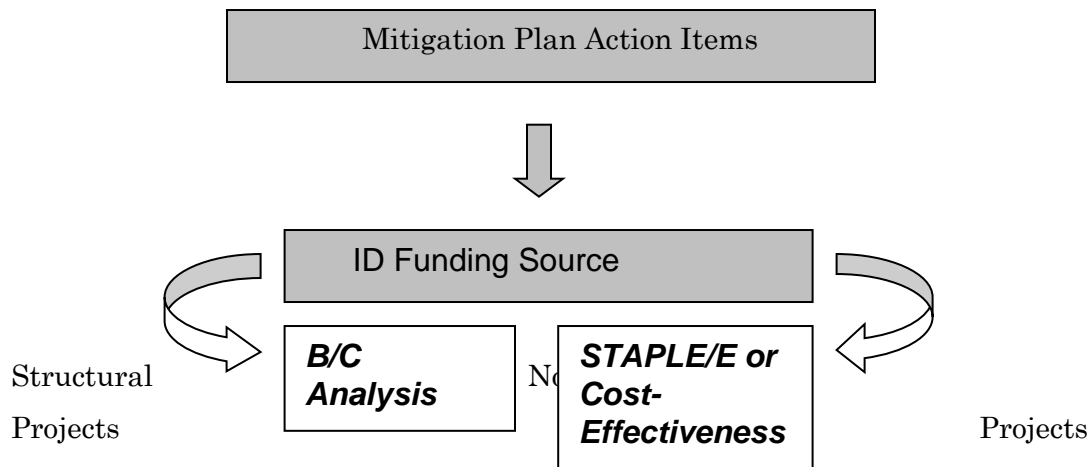 Mitigation Plan Action Items
ID Funding Source
B/C
Analysis
STAPLE/E or
Cost-
Effectiveness
Structural
Projects
Projects